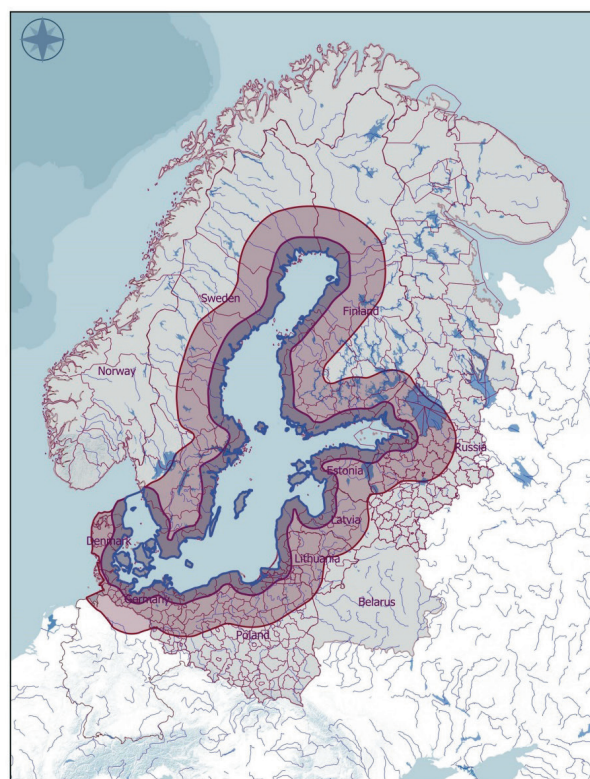 Sweden
Finland
Norway
Russia
Estonia
Latvia
Denmark
Lithuania
Germany
Belarus
Poland